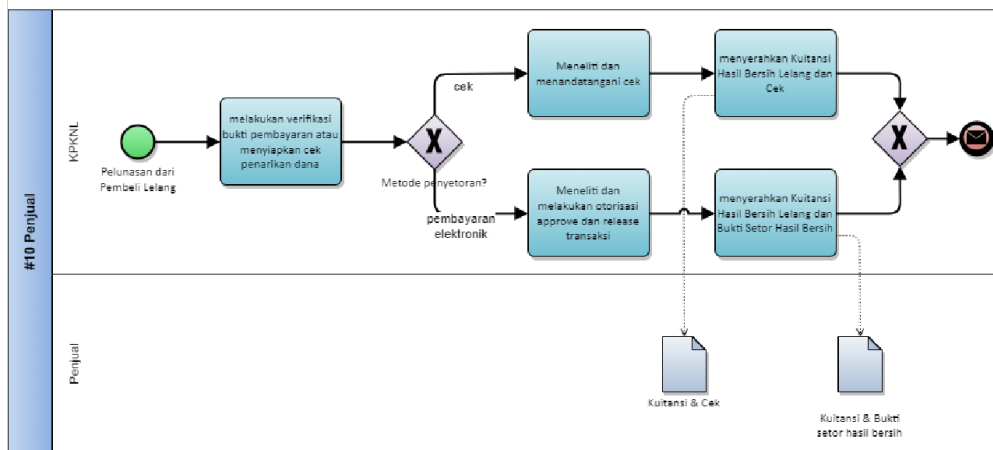 #10 Penjual
KPKNL
Pelunasan dari
Pembeli Lelang
melakukan verifikasi
bukti pembayaran atau
menyiapkan cek
penarikan dana
Metode penyetoran?
cek
Meneliti dan
menandatangani cek
menyerahkan Kuitansi
Hasil Bersih Lelang dan
Cek
pembayaran
elektronik
Meneliti dan
melakukan otorisasi
approve dan release
transaksi
menyerahkan Kuitansi
Hasil Bersih Lelang dan
Bukti Setor Hasil Bersih
Penjual
Kuitansi & Cek
Kuitansi & Bukti
setor hasil bersih